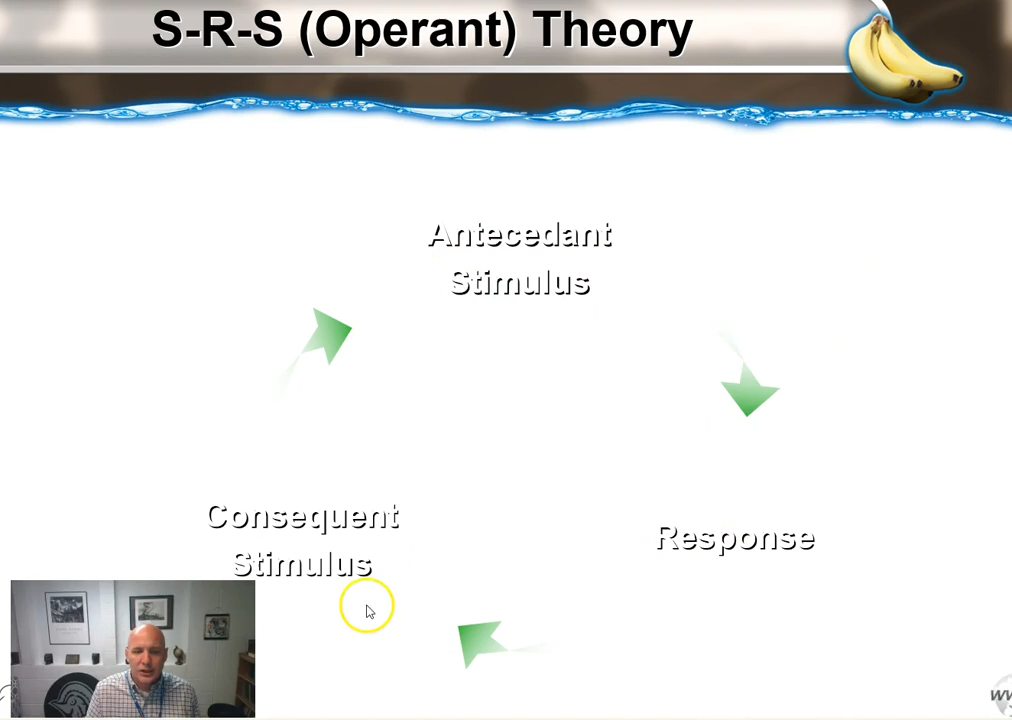 S-R-S (Operant) Theory
Antecedant
Stimulus
Response
Consequent
Stimulus